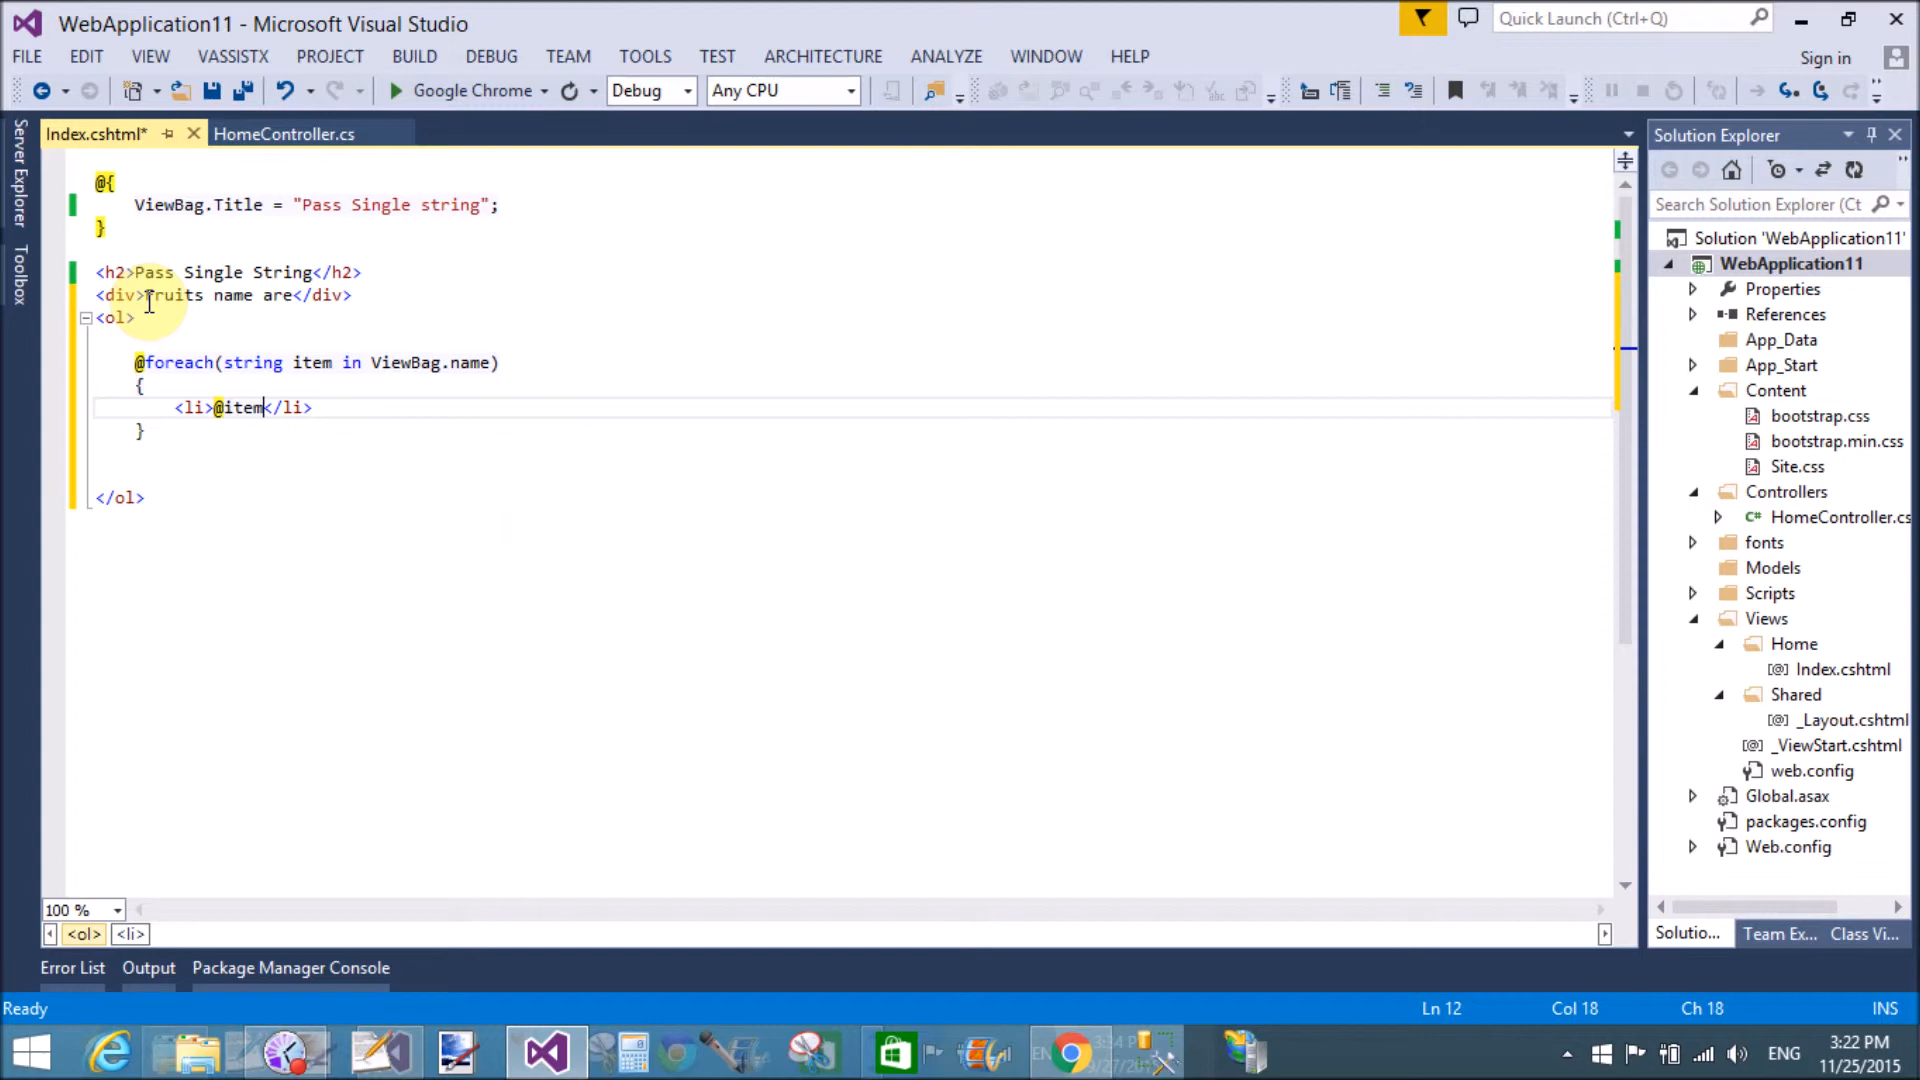 WebApplication11 - Microsoft Visual Studio
Quick Launch (Ctrl+Q)
FILE EDIT VIEW VASSISTX PROJECT BUILD DEBUG TEAM TOOLS TEST ARCHITECTURE ANALYZE WINDOW HELP
Sign in
Google Chrome Debug Any CPU
Server Explorer
Toolbox
Index.cshtml* HomeController.cs
@{
ViewBag.Title = "Pass Single string";
}
<h2>Pass Single String</h2>
<div>fruits name are</div>
<ol>
@foreach(string item in ViewBag.name)
{
<li>@item</li>
}
</ol>
100 %
<ol> <li>
Solution Explorer
Search Solution Explorer (Ct
Solution 'WebApplication11'
WebApplication11
Properties
References
App_Data
App_Start
Content
bootstrap.css
bootstrap.min.css
Site.css
Controllers
C# HomeController.cs
fonts
Models
Scripts
Views
Home
[@] Index.cshtml
Shared
[@] _Layout.cshtml
[@] _ViewStart.cshtml
web.config
Global.asax
packages.config
Web.config
Solutio... Team Ex... Class Vi...
Error List Output Package Manager Console
Ready Ln 12 Col 18 Ch 18 INS
ENG 3:22 PM
11/25/2015